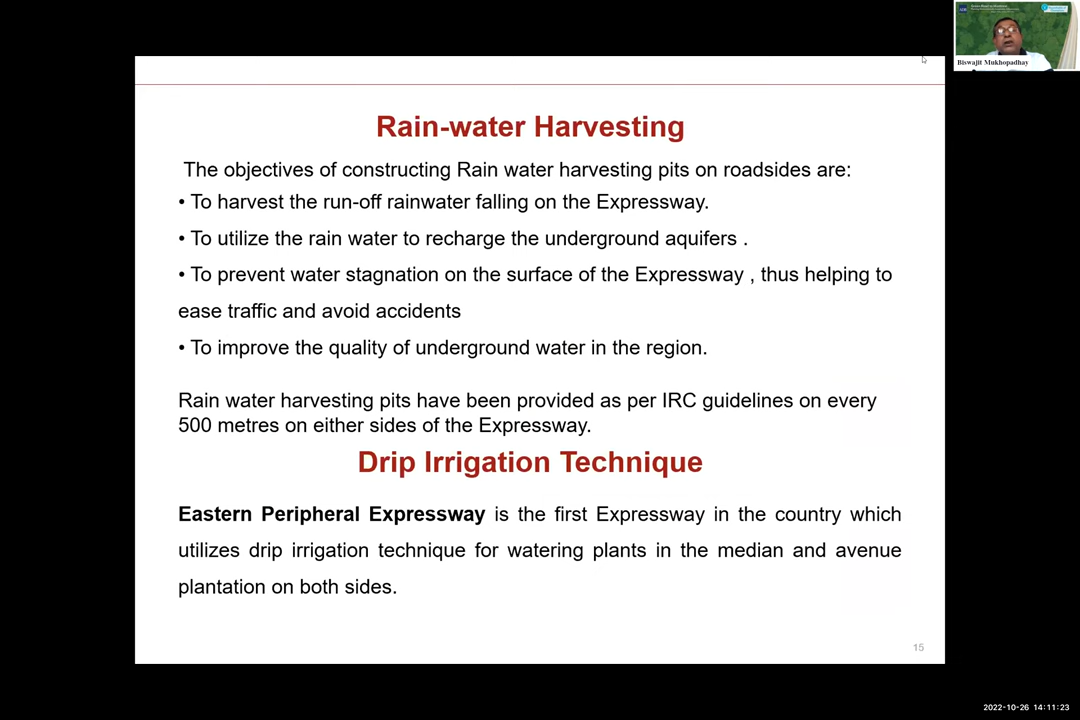 Biswajit Mukhopadhay
Rain-water Harvesting
The objectives of constructing Rain water harvesting pits on roadsides are:
• To harvest the run-off rainwater falling on the Expressway.
• To utilize the rain water to recharge the underground aquifers .
• To prevent water stagnation on the surface of the Expressway , thus helping to
ease traffic and avoid accidents
• To improve the quality of underground water in the region.
Rain water harvesting pits have been provided as per IRC guidelines on every
500 metres on either sides of the Expressway.
Drip Irrigation Technique
Eastern Peripheral Expressway is the first Expressway in the country which
utilizes drip irrigation technique for watering plants in the median and avenue
plantation on both sides.
15
2022-10-26 14:11:23